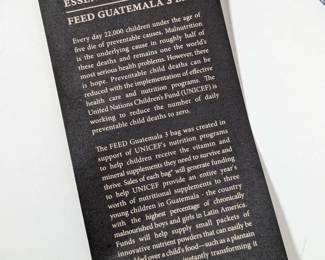 FEED GUATEMALA 3
Every day 22,000 children under the age of
five die of preventable causes. Malnutrition
is the underlying cause in roughly half of
these deaths and remains one the world's
most serious health problems. However, there
is hope. Preventable child deaths can be
reduced with the implementation of effective
health care and nutrition programs. The
United Nations Children's Fund (UNICEF) is
working to reduce the number of daily
preventable child deaths to zero.
The FEED Guatemala 3 bag was created in
support of UNICEF's nutrition programs
to help children receive the vitamin and
mineral supplements they need to survive and
thrive. Sales of each bag* will generate funding
to help UNICEF provide an entire year's
worth of nutritional supplements to three
young children in Guatemala - the country
with the highest percentage of chronically
malnourished boys and girls in Latin America.
Funds will help supply small packets of
innovative nutrient powders that can easily be
over a child's food—such as a plantain
instantly transforming it